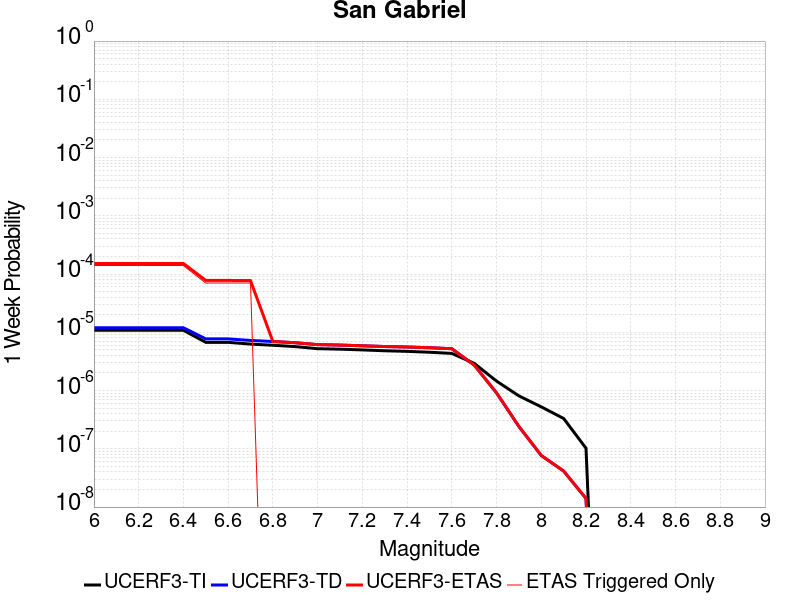 San Gabriel
10^0
10^-1
10^-2
10^-3
10^-4
10^-5
10^-6
10^-7
10^-8
1 Week Probability
6 6.2 6.4 6.6 6.8 7 7.2 7.4 7.6 7.8 8 8.2 8.4 8.6 8.8 9
Magnitude
UCERF3-TI UCERF3-TD UCERF3-ETAS ETAS Triggered Only